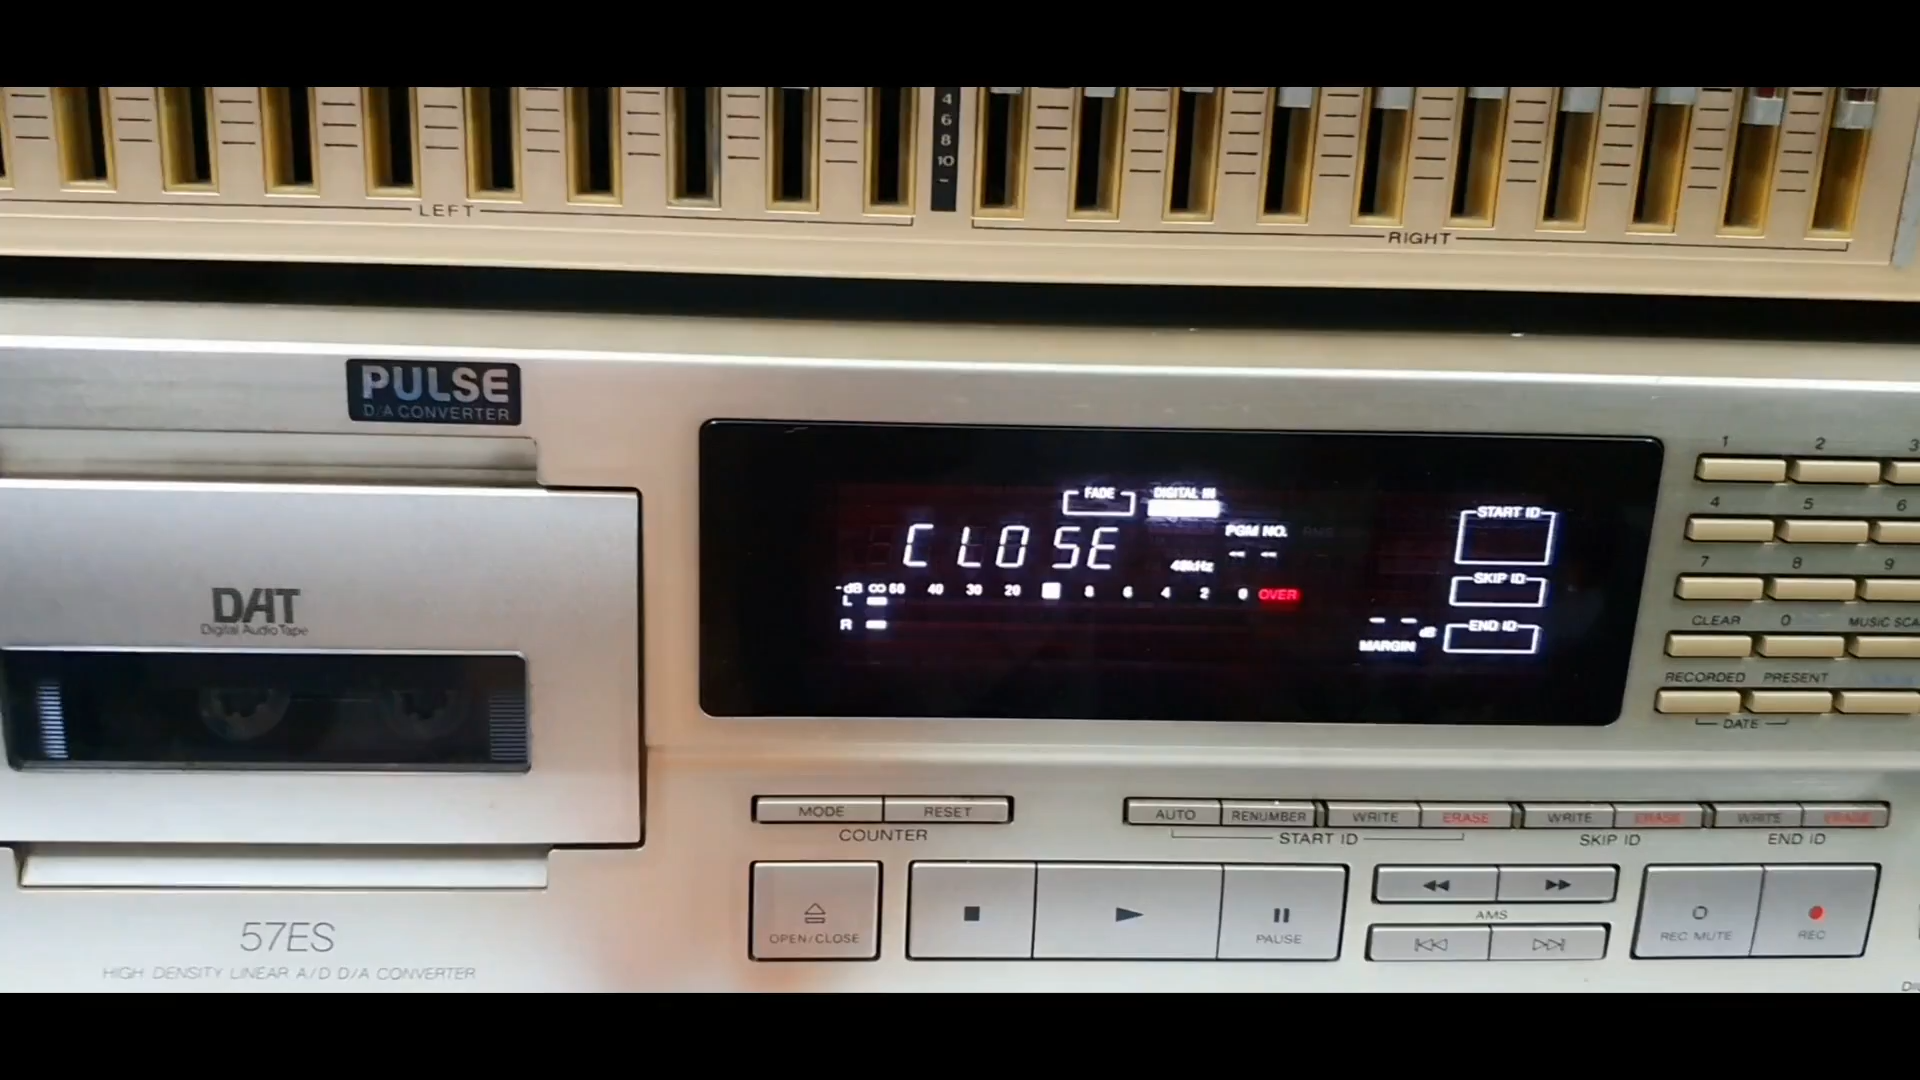 4
6
8
10
LEFT
RIGHT
PULSE
D/A CONVERTER
DAT
Digital Audio Tape
FADE
DIGITAL IN
CLOSE
PGM NO.
-- --
48kHz
-dB ∞ 60 40 30 20 8 6 4 2 0 OVER
L
R
-- -- dB
MARGIN
START ID
SKIP ID
END ID
1 2 3
4 5 6
7 8 9
CLEAR 0 MUSIC SCA
RECORDED PRESENT
DATE
MODE RESET
COUNTER
AUTO RENUMBER WRITE ERASE
START ID
WRITE ERASE
SKIP ID
WRITE ERASE
END ID
OPEN/CLOSE
PAUSE
AMS
REC MUTE
REC
57ES
HIGH DENSITY LINEAR A/D D/A CONVERTER